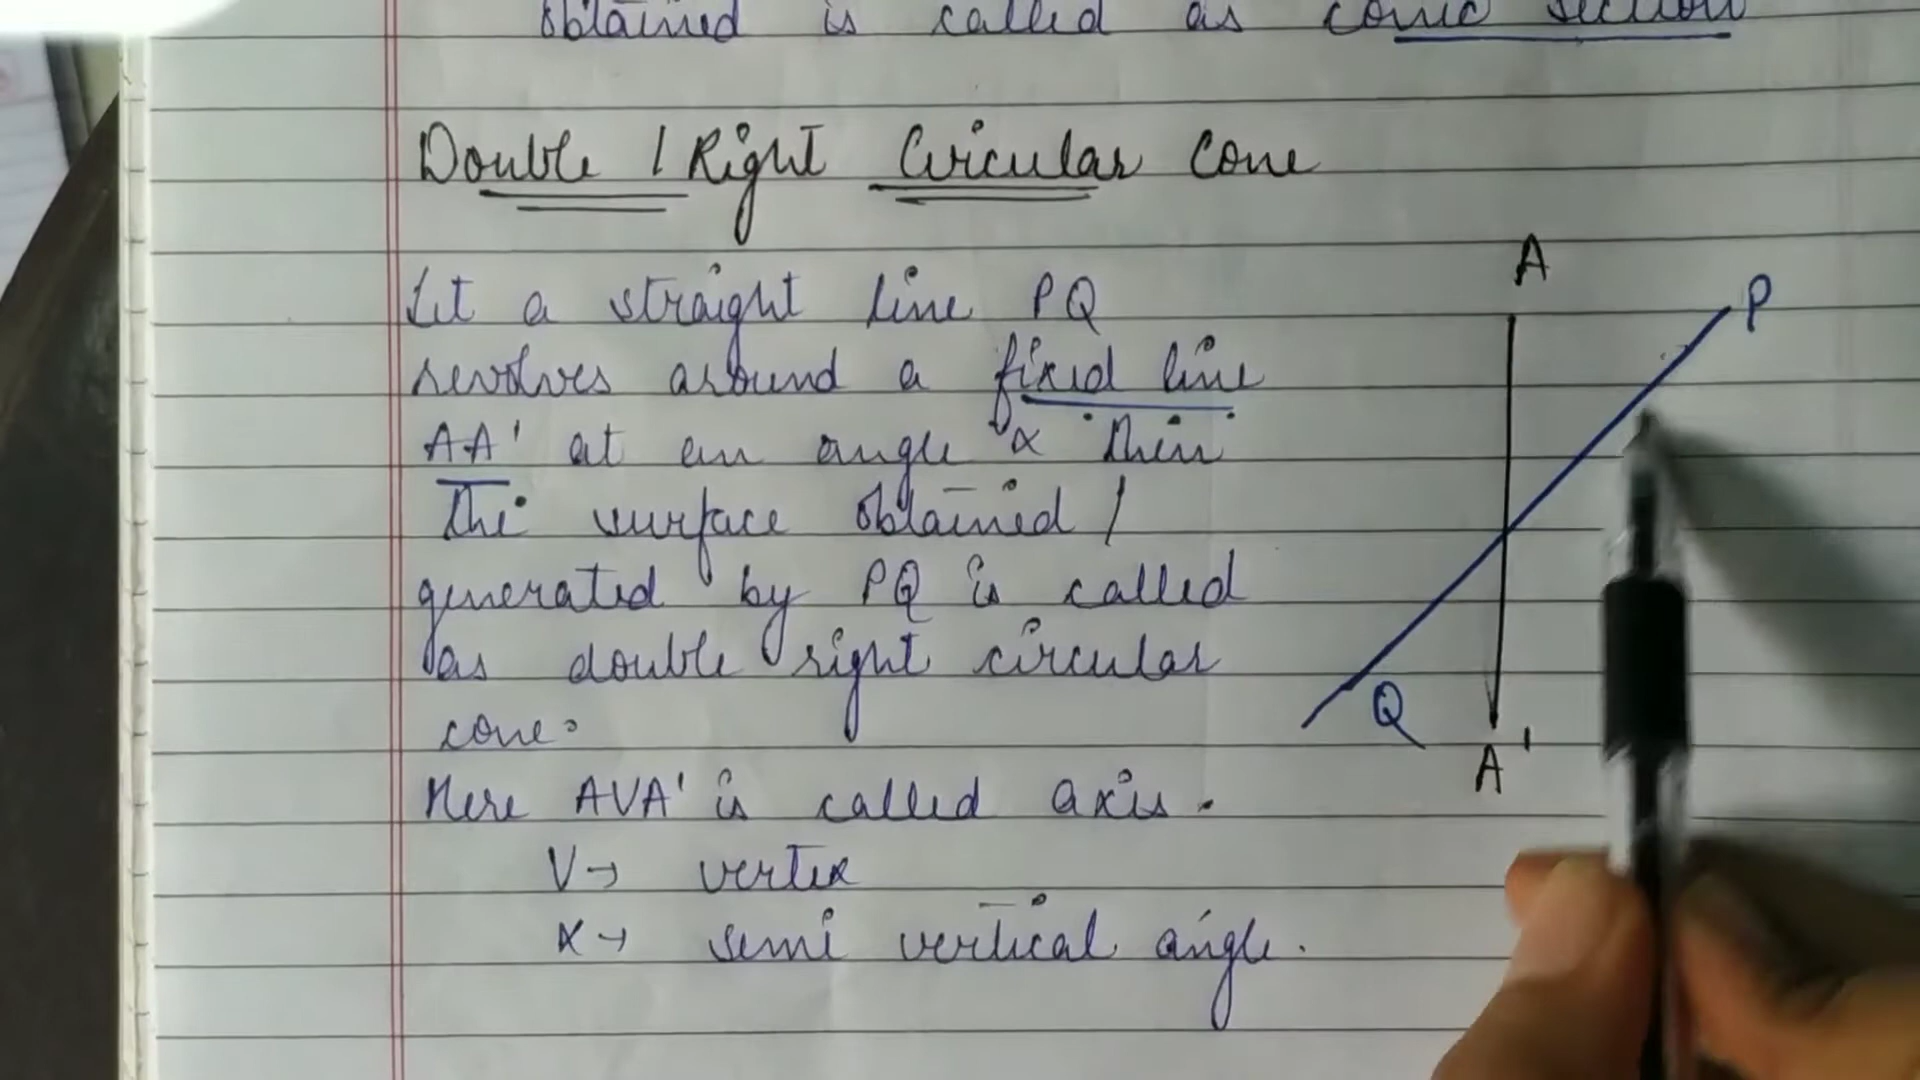 obtained is called as conic section
Double / Right Circular Cone
Let a straight line PQ
revolves around a fixed line
AA' at an angle α then
the surface obtained /
generated by PQ is called
as double right circular
cone.
Here AVA' is called axis.
V→ vertex
α→ semi vertical angle.
A
P
Q
A'